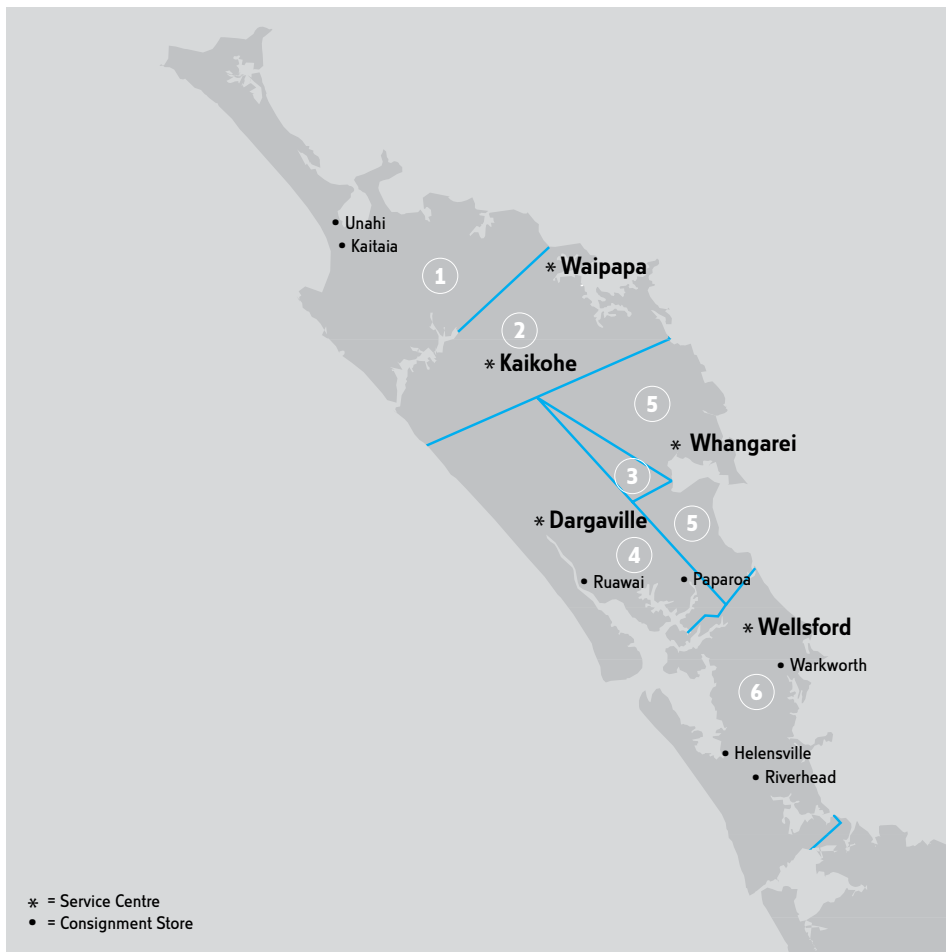 Unahi
Kaitaia
* Waipapa
1
2
* Kaikohe
5
* Whangarei
3
* Dargaville
5
4
Ruawai
Paparoa
* Wellsford
Warkworth
6
Helensville
Riverhead
* = Service Centre
• = Consignment Store